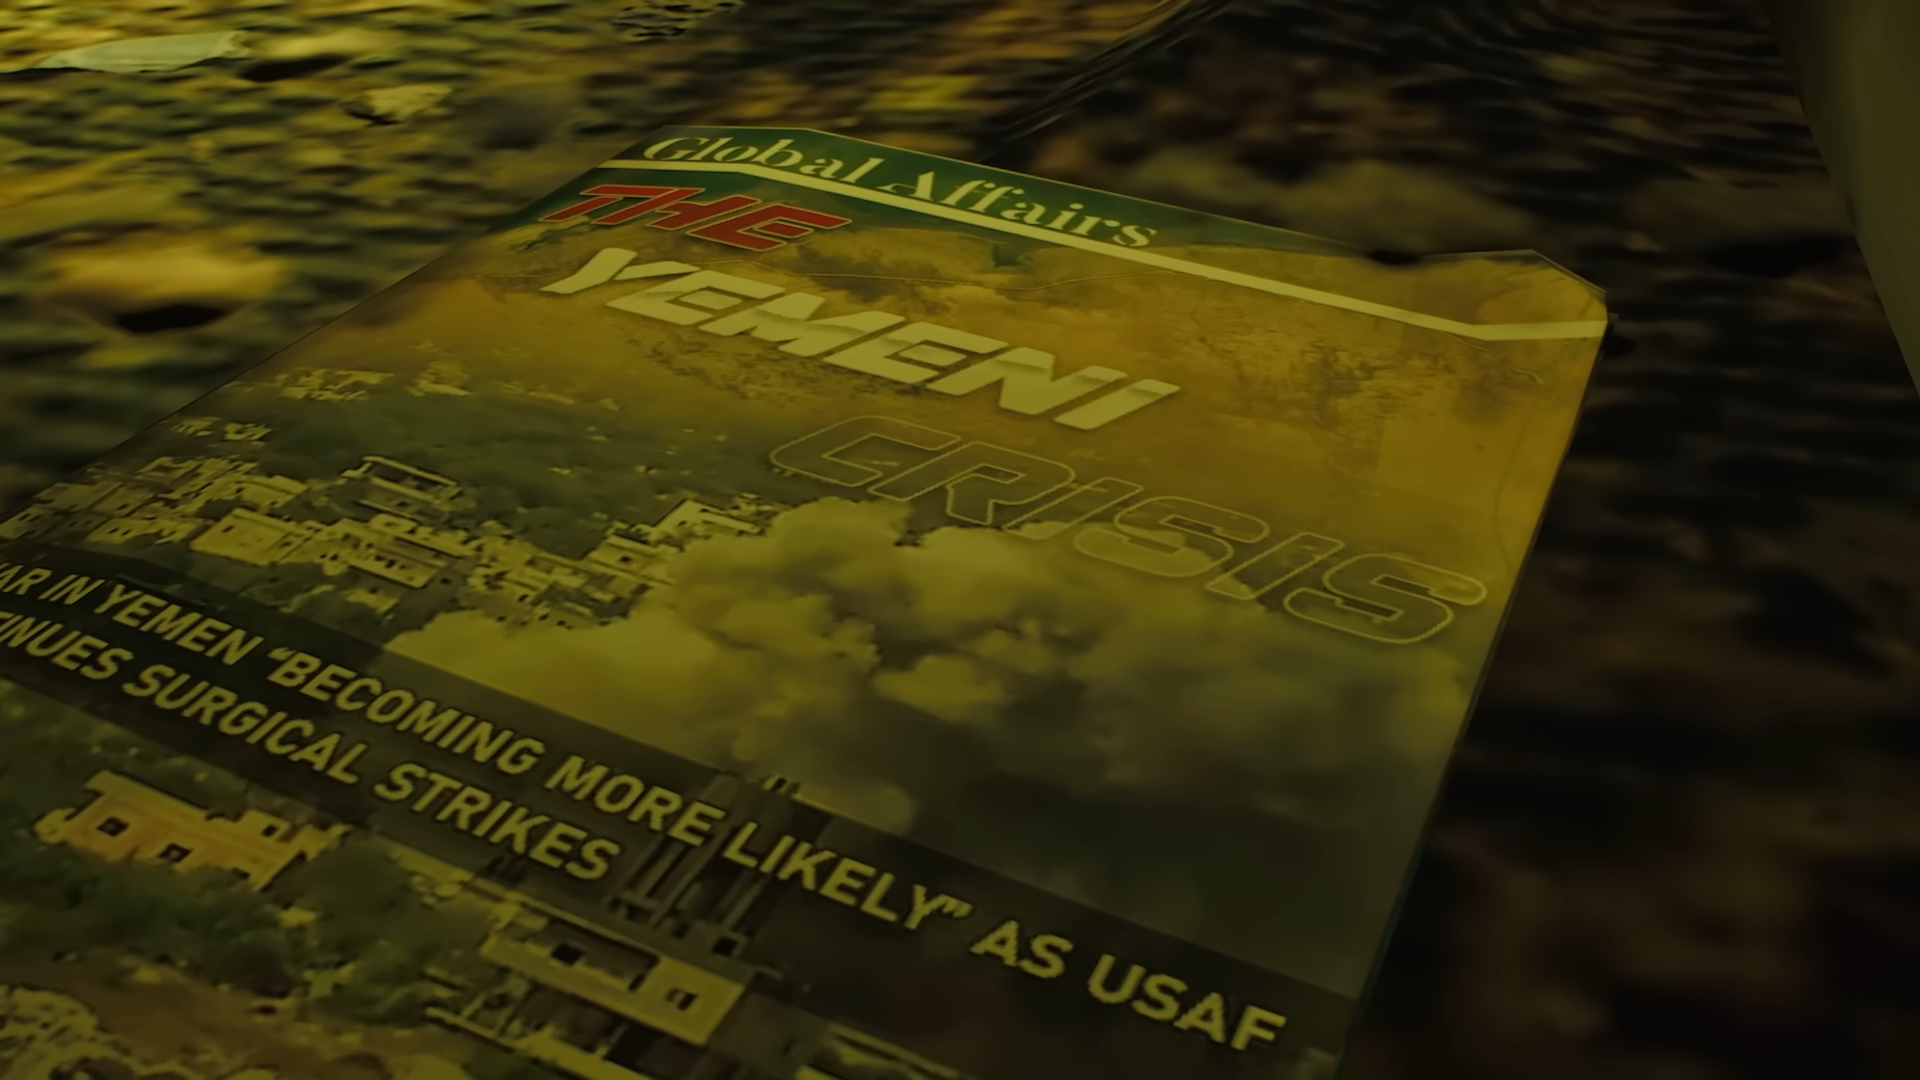 Global Affairs
THE
YEMENI
CRISIS
IN YEMEN “BECOMING MORE LIKELY” AS USAF
SURGICAL STRIKES